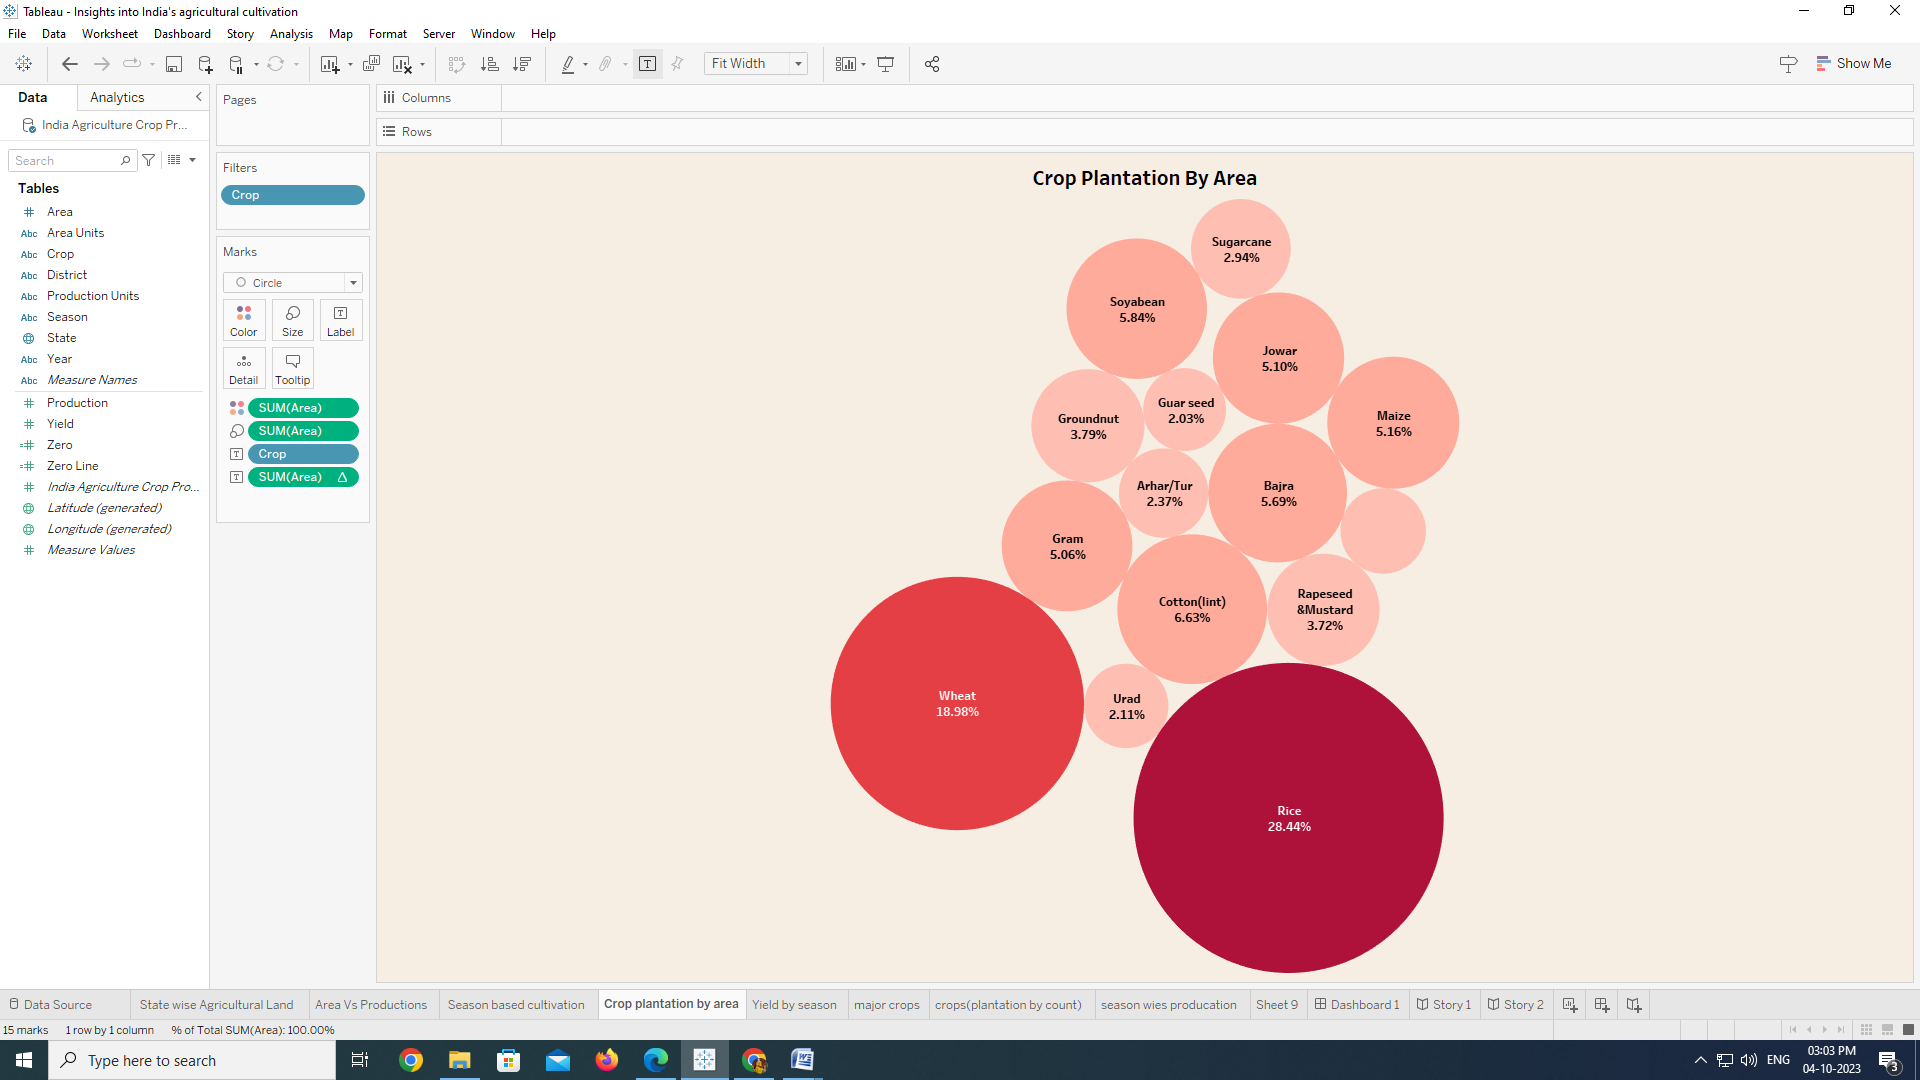 Tableau - Insights into India's agricultural cultivation
File Data Worksheet Dashboard Story Analysis Map Format Server Window Help
Fit Width
Show Me
Data Analytics
India Agriculture Crop Pr...
Search
Tables
Area
Abc Area Units
Abc Crop
Abc District
Abc Production Units
Abc Season
State
Abc Year
Abc Measure Names
Production
Yield
Zero
Zero Line
India Agriculture Crop Pro...
Latitude (generated)
Longitude (generated)
Measure Values
Pages
Filters
Crop
Marks
Circle
Color Size Label
Detail Tooltip
SUM(Area)
SUM(Area)
Crop
SUM(Area) Δ
Columns
Rows
Crop Plantation By Area
Sugarcane
2.94%
Soyabean
5.84%
Jowar
5.10%
Guar seed
2.03%
Groundnut
3.79%
Maize
5.16%
Arhar/Tur
2.37%
Bajra
5.69%
Gram
5.06%
Cotton(lint)
6.63%
Rapeseed
&Mustard
3.72%
Wheat
18.98%
Urad
2.11%
Rice
28.44%
Data Source State wise Agricultural Land Area Vs Productions Season based cultivation Crop plantation by area Yield by season major crops crops(plantation by count) season wies producation Sheet 9 Dashboard 1 Story 1 Story 2
15 marks 1 row by 1 column % of Total SUM(Area): 100.00%
Type here to search
ENG
03:03 PM
04-10-2023
3